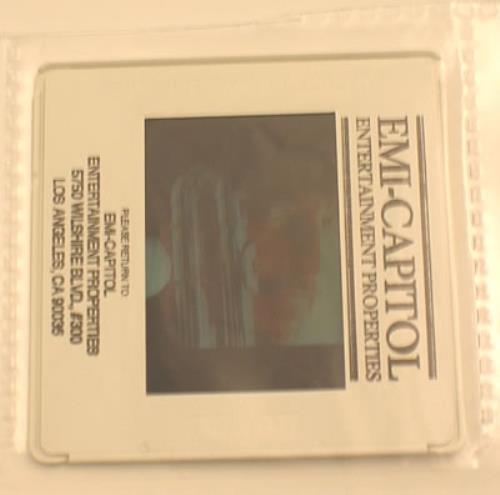 EMI-CAPITOL
ENTERTAINMENT PROPERTIES
PLEASE RETURN TO
EMI-CAPITOL
ENTERTAINMENT PROPERTIES
5750 WILSHIRE BLVD., #300
LOS ANGELES, CA 90036